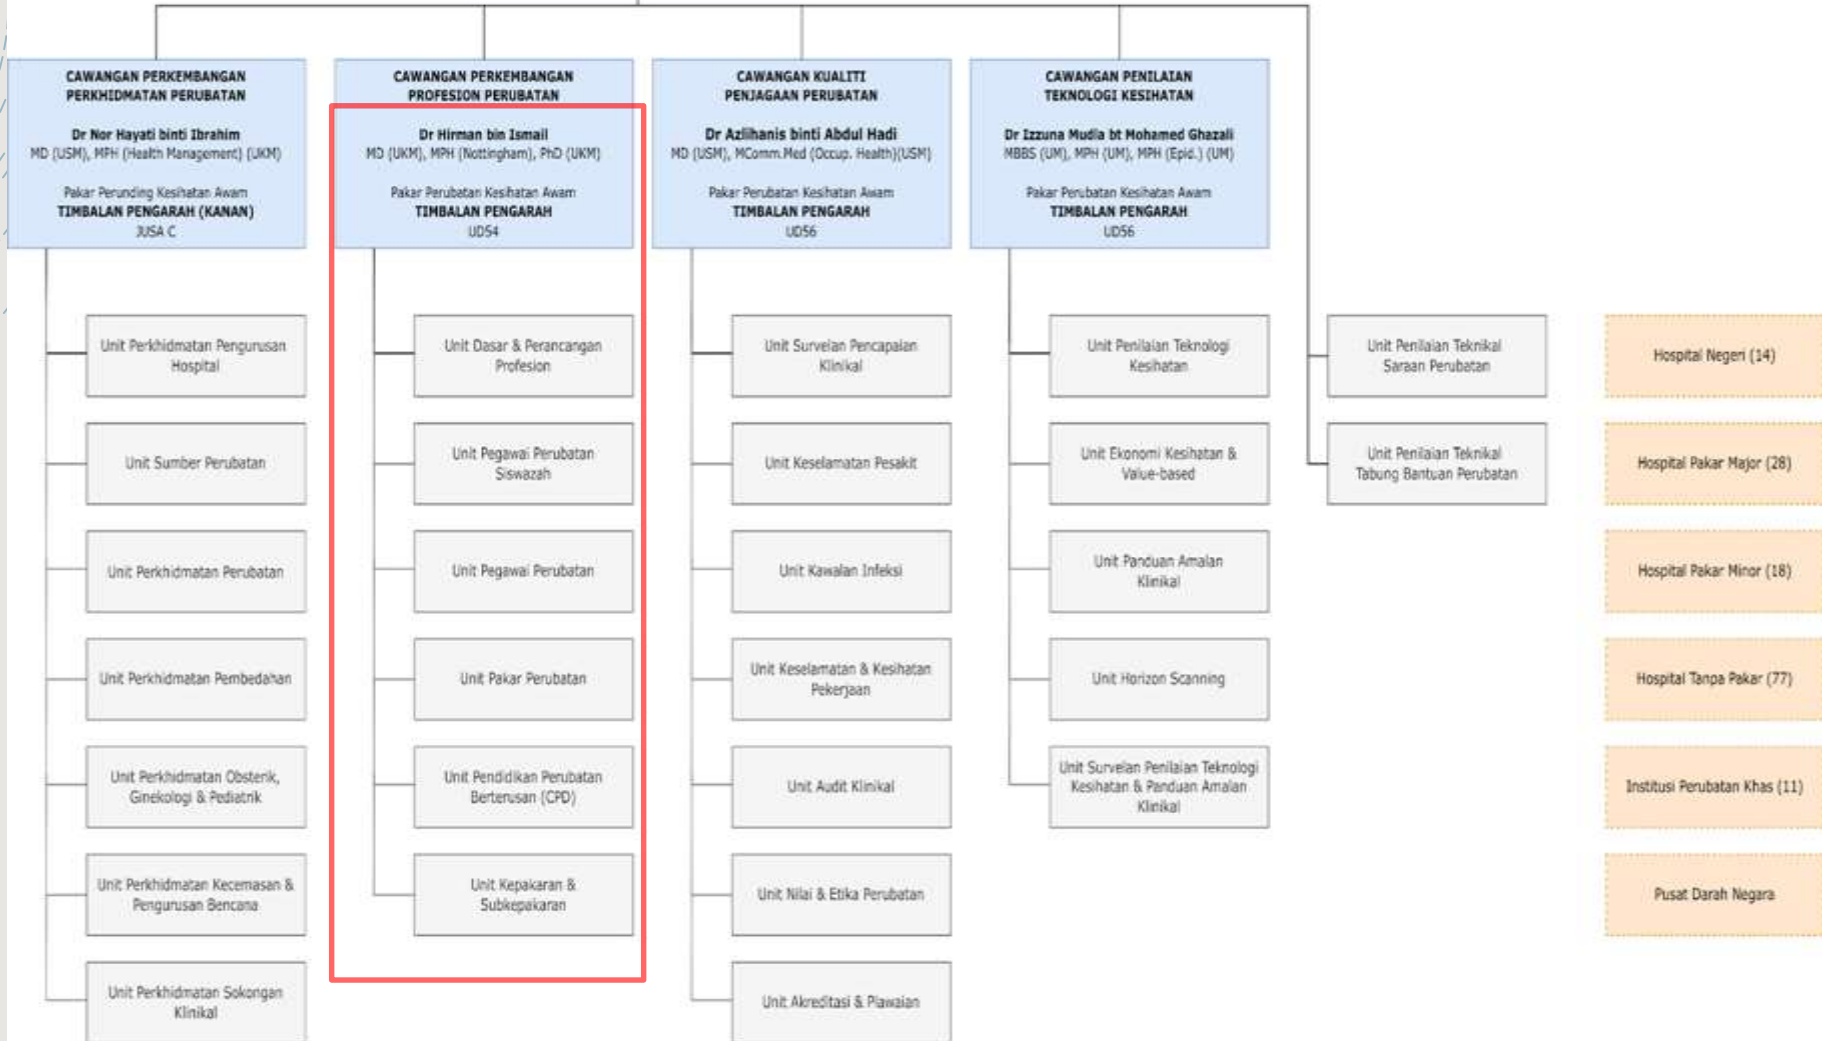 CAWANGAN PERKEMBANGAN
PERKHIDMATAN PERUBATAN
Dr Nor Hayati binti Ibrahim
MD (USM), MPH (Health Management) (UKM)
Pakar Perunding Kesihatan Awam
TIMBALAN PENGARAH (KANAN)
JUSA C
Unit Perkhidmatan Pengurusan
Hospital
Unit Sumber Perubatan
Unit Perkhidmatan Perubatan
Unit Perkhidmatan Pembedahan
Unit Perkhidmatan Obsterik,
Ginekologi & Pediatrik
Unit Perkhidmatan Kecemasan &
Pengurusan Bencana
Unit Perkhidmatan Sokongan
Klinikal
CAWANGAN PERKEMBANGAN
PROFESION PERUBATAN
Dr Hirman bin Ismail
MD (UKM), MPH (Nottingham), PhD (UKM)
Pakar Perubatan Kesihatan Awam
TIMBALAN PENGARAH
UD54
Unit Dasar & Perancangan
Profesion
Unit Pegawai Perubatan
Siswazah
Unit Pegawai Perubatan
Unit Pakar Perubatan
Unit Pendidikan Perubatan
Berterusan (CPD)
Unit Kepakaran &
Subkepakaran
CAWANGAN KUALITI
PENJAGAAN PERUBATAN
Dr Azlihanis binti Abdul Hadi
MD (USM), MComm.Med (Occup. Health)(USM)
Pakar Perubatan Kesihatan Awam
TIMBALAN PENGARAH
UD56
Unit Survelan Pencapaian
Klinikal
Unit Keselamatan Pesakit
Unit Kawalan Infeksi
Unit Keselamatan & Kesihatan
Pekerjaan
Unit Audit Klinikal
Unit Nilai & Etika Perubatan
Unit Akreditasi & Piawaian
CAWANGAN PENILAIAN
TEKNOLOGI KESIHATAN
Dr Izzuna Mudla bt Mohamed Ghazali
MBBS (UM), MPH (UM), MPH (Epid.) (UM)
Pakar Perubatan Kesihatan Awam
TIMBALAN PENGARAH
UD56
Unit Penilaian Teknologi
Kesihatan
Unit Ekonomi Kesihatan &
Value-based
Unit Panduan Amalan
Klinikal
Unit Horizon Scanning
Unit Survelan Penilaian Teknologi
Kesihatan & Panduan Amalan
Klinikal
Unit Penilaian Teknikal
Saraan Perubatan
Unit Penilaian Teknikal
Tabung Bantuan Perubatan
Hospital Negeri (14)
Hospital Pakar Major (28)
Hospital Pakar Minor (18)
Hospital Tanpa Pakar (77)
Institusi Perubatan Khas (11)
Pusat Darah Negara